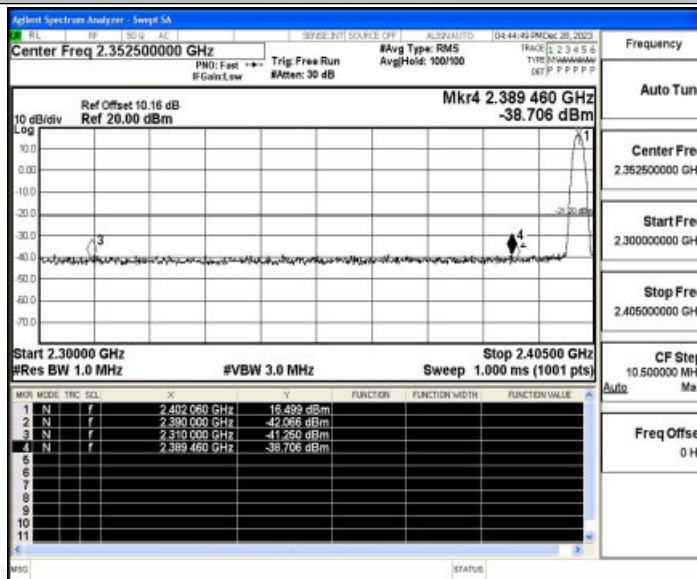 Agilent Spectrum Analyzer - Swept SA
RL RF 50 Ω AC SENSE:INT SOURCE OFF ALIGNAUTO 04:44:49 PM Dec 28, 2023
Center Freq 2.352500000 GHz
PNO: Fast
IFGain:Low
Trig: Free Run
#Atten: 30 dB
#Avg Type: RMS
Avg|Hold: 100/100
TRACE 1 2 3 4 5 6
TYPE MWWWWW
DET P P P P P P
Ref Offset 10.16 dB
10 dB/div Ref 20.00 dBm
Log
Mkr4 2.389 460 GHz
-38.706 dBm
10.0
0.00
-10.0
-20.0
-30.0
-40.0
-50.0
-60.0
-70.0
1
3
4
Start 2.30000 GHz Stop 2.40500 GHz
#Res BW 1.0 MHz #VBW 3.0 MHz Sweep 1.000 ms (1001 pts)
MKR MODE TRC SCL X Y FUNCTION FUNCTION WIDTH FUNCTION VALUE
1 N f 2.402 060 GHz 16.499 dBm
2 N f 2.390 000 GHz -42.066 dBm
3 N f 2.310 000 GHz -41.250 dBm
4 N f 2.389 460 GHz -38.706 dBm
5
6
7
8
9
10
11
MSG STATUS
Frequency
Auto Tun
Center Fre
2.352500000 GH
Start Fre
2.300000000 GH
Stop Fre
2.405000000 GH
CF Step
10.500000 MH
Auto Ma
Freq Offse
0 H